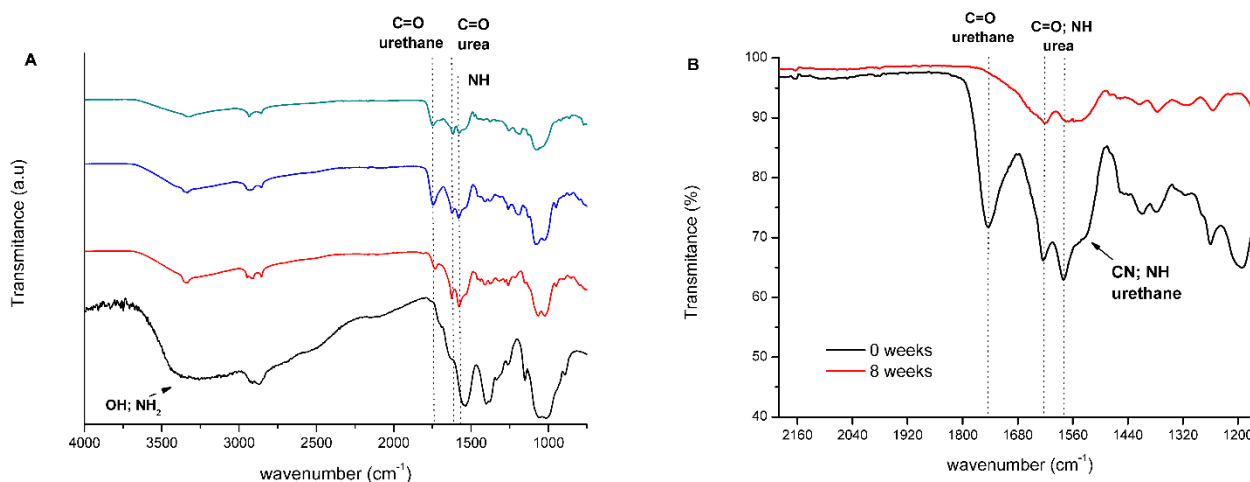 A
C=O
urethane
C=O
urea
NH
OH; NH₂
Transmitance (a.u)
4000 3500 3000 2500 2000 1500 1000
wavenumber (cm⁻¹)
B
C=O
urethane
C=O; NH
urea
100
90
80
70
60
50
40
Transmitance (%)
CN; NH
urethane
0 weeks
8 weeks
2160 2040 1920 1800 1680 1560 1440 1320 1200
wavenumber (cm⁻¹)